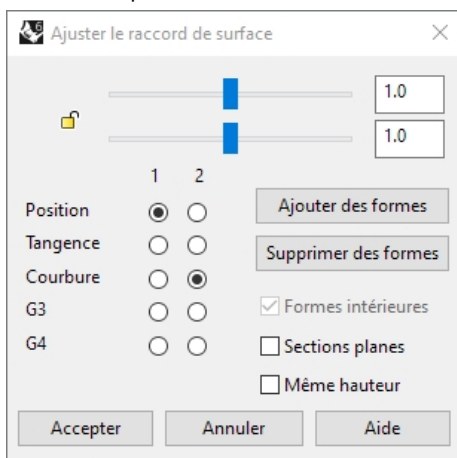 Ajuster le raccord de surface
1.0
1.0
1 2
Position
Tangence
Courbure
G3
G4
Ajouter des formes
Supprimer des formes
Formes intérieures
Sections planes
Même hauteur
Accepter
Annuler
Aide